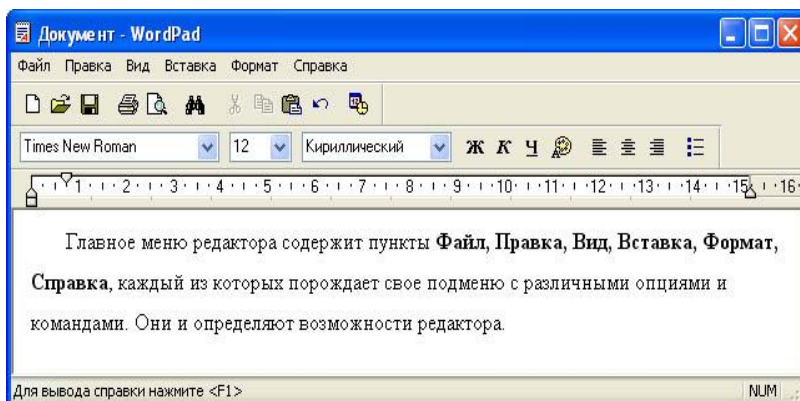 Документ - WordPad
Файл Правка Вид Вставка Формат Справка
Times New Roman 12 Кириллический Ж К Ч
1 2 3 4 5 6 7 8 9 10 11 12 13 14 15 16
Главное меню редактора содержит пункты Файл, Правка, Вид, Вставка, Формат,
Справка, каждый из которых порождает свое подменю с различными опциями и
командами. Они и определяют возможности редактора.
Для вывода справки нажмите <F1> NUM